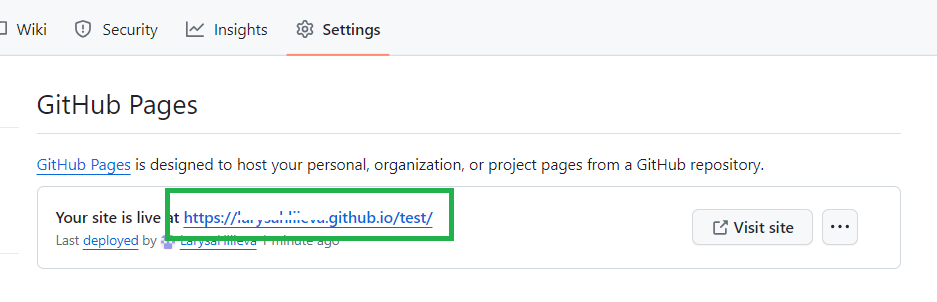 Wiki Security Insights Settings
GitHub Pages
GitHub Pages is designed to host your personal, organization, or project pages from a GitHub repository.
Your site is live at https://.github.io/test/
Last deployed by 1 minute ago
Visit site